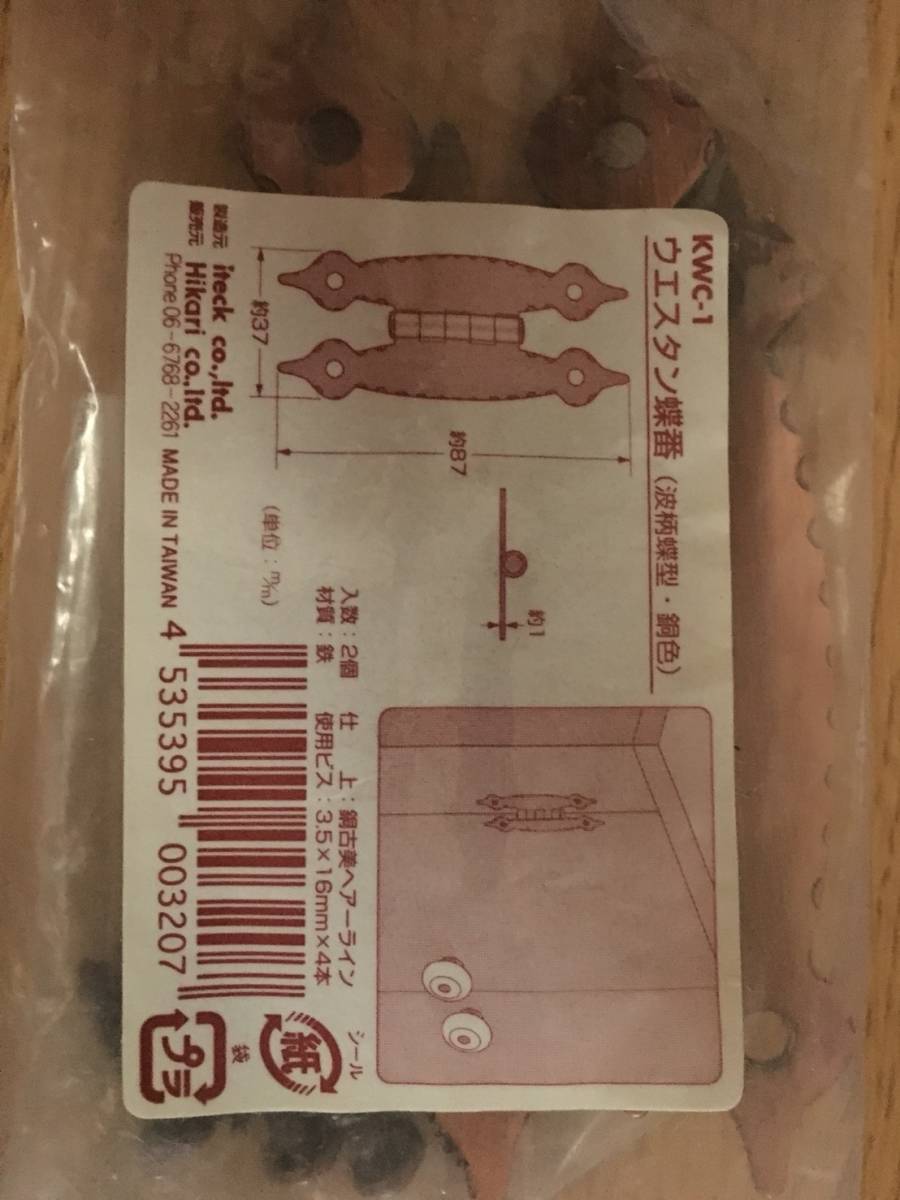 KWC-1
ウエスタン蝶番（波柄蝶型・銅色）
約37
約87
約1
（単位：m/m）
入数：2個
材質：鉄
仕　上：銅古美ヘアーライン
使用ビス：3.5×16mm×4本
製造元 iteck co.,ltd.
販売元 Hikari co.,ltd.
Phone 06-6768-2261 MADE IN TAIWAN
4 535395 003207
シール
紙
袋
プラ